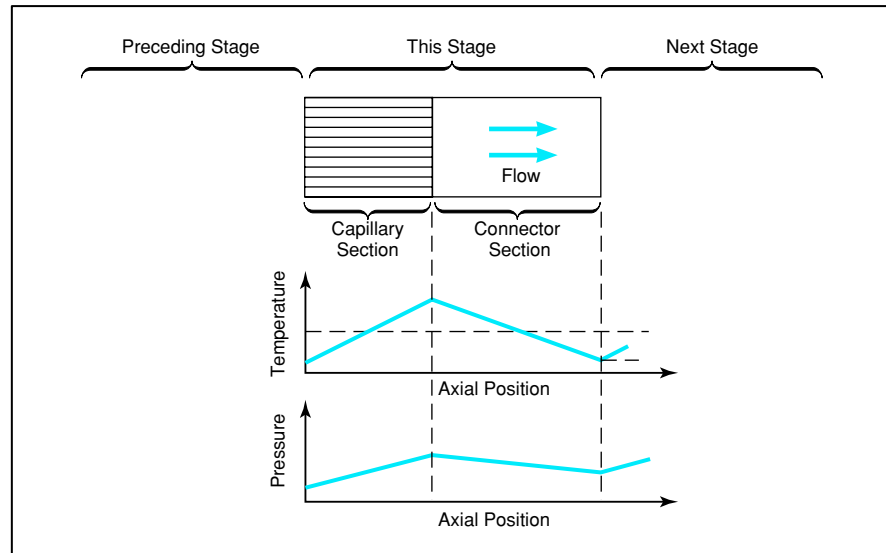 Preceding Stage
This Stage
Next Stage
Flow
Capillary
Section
Connector
Section
Temperature
Axial Position
Pressure
Axial Position